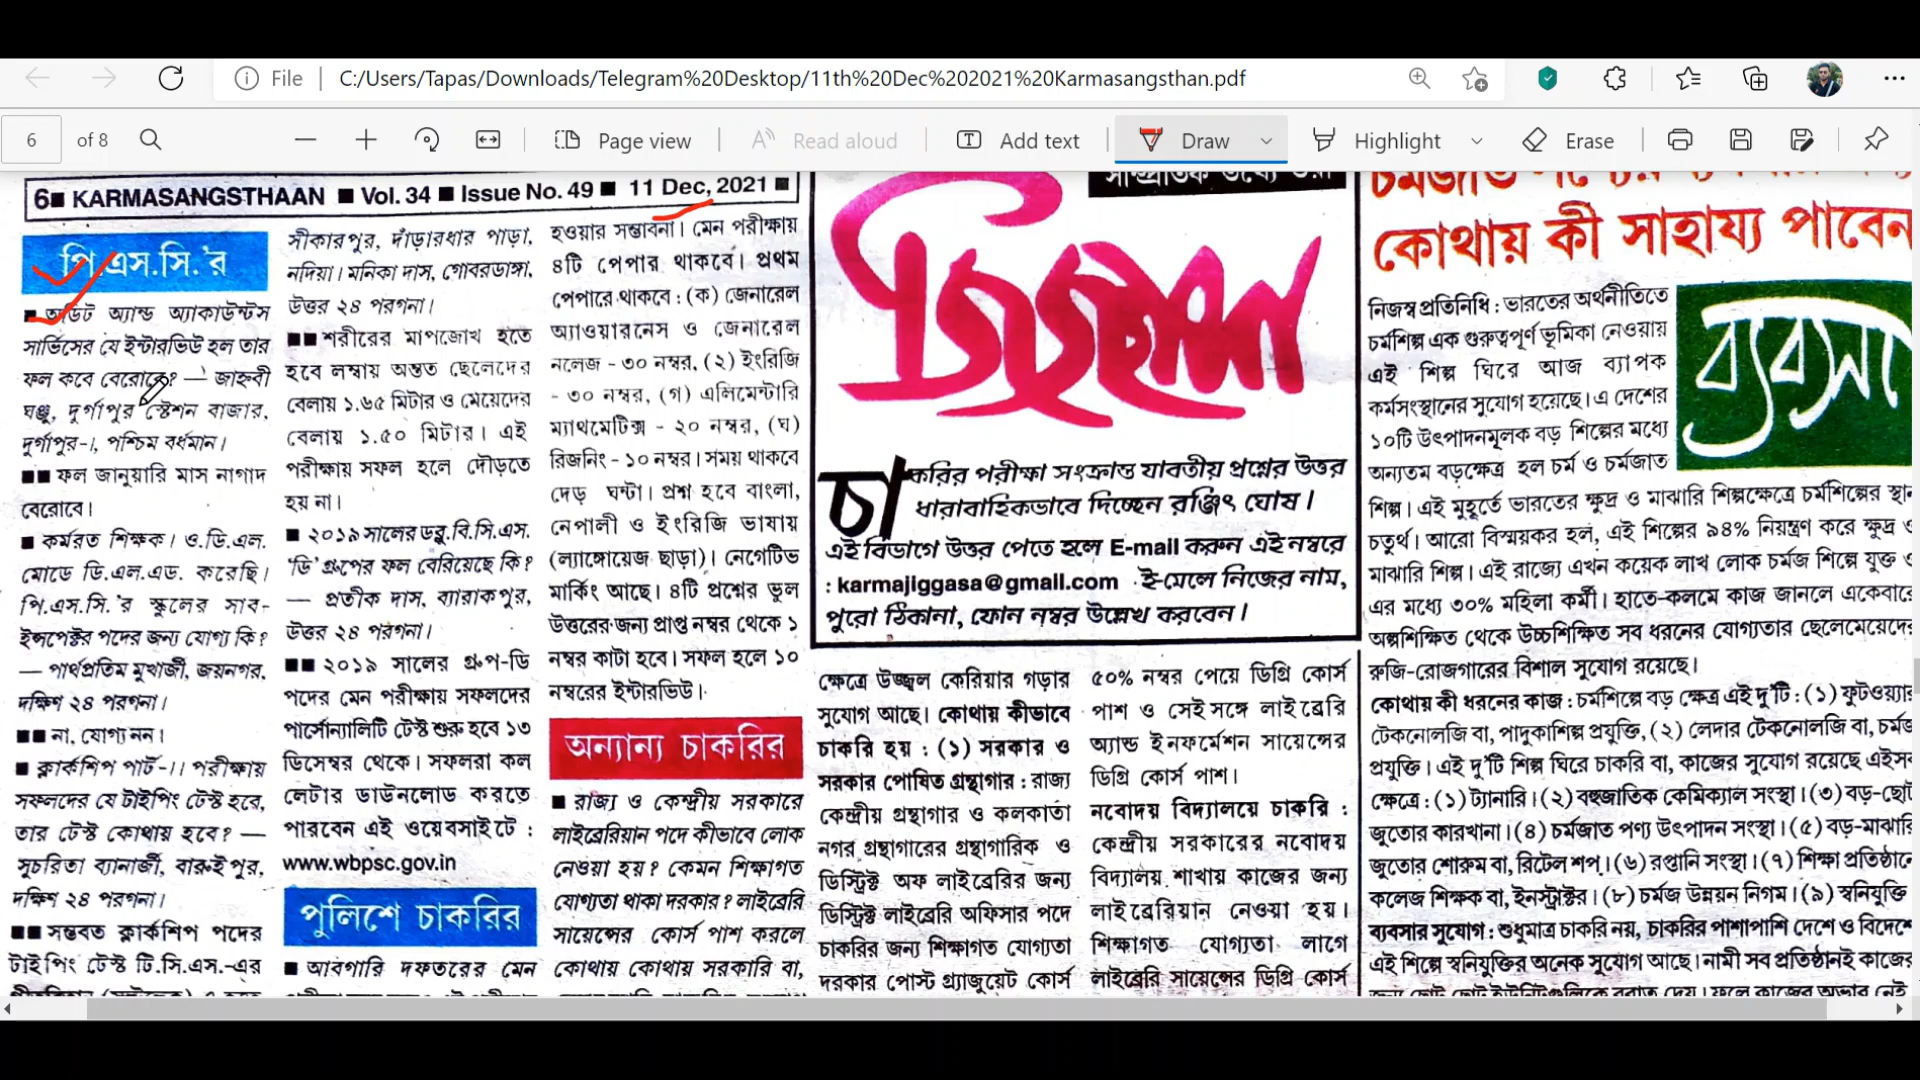 File
C:/Users/Tapas/Downloads/Telegram%20Desktop/11th%20Dec%202021%20Karmasangsthan.pdf
6 of 8
Page view
Read aloud
Add text
Draw
Highlight
Erase
6■ KARMASANGSTHAAN ■ Vol. 34 ■ Issue No. 49 ■ 11 Dec, 2021 ■
পি.এস.সি.'র
■ অডিট অ্যান্ড অ্যাকাউন্টস
সার্ভিসের যে ইন্টারভিউ হল তার
ফল কবে বেরোবে? — জাহ্নবী
ঘঞ্জু, দুর্গাপুর স্টেশন বাজার,
দুর্গাপুর-১, পশ্চিম বর্ধমান।
■■ ফল জানুয়ারি মাস নাগাদ
বেরোবে।
■ কর্মরত শিক্ষক। ও.ডি.এল.
মোডে ডি.এল.এড. করেছি।
পি.এস.সি.'র স্কুলের সাব-
ইন্সপেক্টর পদের জন্য যোগ্য কি?
— পার্থপ্রতিম মুখার্জী, জয়নগর,
দক্ষিণ ২৪ পরগনা।
■■ না, যোগ্য নন।
■ ক্লার্কশিপ পার্ট-।। পরীক্ষায়
সফলদের যে টাইপিং টেস্ট হবে,
তার টেস্ট কোথায় হবে? —
সুচরিতা ব্যানার্জী, বারুইপুর,
দক্ষিণ ২৪ পরগনা।
■■ সম্ভবত ক্লার্কশিপ পদের
টাইপিং টেস্ট টি.সি.এস.-এর
সীকারপুর, দাঁড়ারধার পাড়া,
নদিয়া। মনিকা দাস, গোবরডাঙ্গা,
উত্তর ২৪ পরগনা।
■■ শরীরের মাপজোখ হতে
হবে লম্বায় অন্তত ছেলেদের
বেলায় ১.৬৫ মিটার ও মেয়েদের
বেলায় ১.৫০ মিটার। এই
পরীক্ষায় সফল হলে দৌড়তে
হয় না।
■ ২০১৯ সালের ডব্লু.বি.সি.এস.
'ডি' গ্রুপের ফল বেরিয়েছে কি?
— প্রতীক দাস, ব্যারাকপুর,
উত্তর ২৪ পরগনা।
■■ ২০১৯ সালের গ্রুপ-ডি
পদের মেন পরীক্ষায় সফলদের
পার্সোন্যালিটি টেস্ট শুরু হবে ১৩
ডিসেম্বর থেকে। সফলরা কল
লেটার ডাউনলোড করতে
পারবেন এই ওয়েবসাইটে :
www.wbpsc.gov.in
পুলিশে চাকরির
■ আবগারি দফতরের মেন
হওয়ার সম্ভাবনা। মেন পরীক্ষায়
৪টি পেপার থাকবে। প্রথম
পেপারে থাকবে : (ক) জেনারেল
অ্যাওয়ারনেস ও জেনারেল
নলেজ - ৩০ নম্বর, (২) ইংরিজি
- ৩০ নম্বর, (গ) এলিমেন্টারি
ম্যাথমেটিক্স - ২০ নম্বর, (ঘ)
রিজনিং - ১০ নম্বর। সময় থাকবে
দেড় ঘন্টা। প্রশ্ন হবে বাংলা,
নেপালী ও ইংরিজি ভাষায়
(ল্যাঙ্গোয়েজ ছাড়া)। নেগেটিভ
মার্কিং আছে। ৪টি প্রশ্নের ভুল
উত্তরের জন্য প্রাপ্ত নম্বর থেকে ১
নম্বর কাটা হবে। সফল হলে ১০
নম্বরের ইন্টারভিউ।
অন্যান্য চাকরির
■ রাজ্য ও কেন্দ্রীয় সরকারে
লাইব্রেরিয়ান পদে কীভাবে লোক
নেওয়া হয়? কেমন শিক্ষাগত
যোগ্যতা থাকা দরকার? লাইব্রেরি
সায়েন্সের কোর্স পাশ করলে
কোথায় কোথায় সরকারি বা,
জিজ্ঞাসা
চাকরির পরীক্ষা সংক্রান্ত যাবতীয় প্রশ্নের উত্তর
ধারাবাহিকভাবে দিচ্ছেন রঞ্জিৎ ঘোষ।
এই বিভাগে উত্তর পেতে হলে E-mail করুন এই নম্বরে
: karmajiggasa@gmail.com ই-মেলে নিজের নাম,
পুরো ঠিকানা, ফোন নম্বর উল্লেখ করবেন।
ক্ষেত্রে উজ্জ্বল কেরিয়ার গড়ার
সুযোগ আছে। কোথায় কীভাবে
চাকরি হয় : (১) সরকার ও
সরকার পোষিত গ্রন্থাগার : রাজ্য
কেন্দ্রীয় গ্রন্থাগার ও কলকাতা
নগর গ্রন্থাগারের গ্রন্থাগারিক ও
ডিস্ট্রিক্ট অফ লাইব্রেরির জন্য
ডিস্ট্রিক্ট লাইব্রেরি অফিসার পদে
চাকরির জন্য শিক্ষাগত যোগ্যতা
দরকার পোস্ট গ্র্যাজুয়েট কোর্স
৫০% নম্বর পেয়ে ডিগ্রি কোর্স
পাশ ও সেই সঙ্গে লাইব্রেরি
অ্যান্ড ইনফর্মেশন সায়েন্সের
ডিগ্রি কোর্স পাশ।
নবোদয় বিদ্যালয়ে চাকরি :
কেন্দ্রীয় সরকারের নবোদয়
বিদ্যালয় শাখায় কাজের জন্য
লাইব্রেরিয়ান নেওয়া হয়।
শিক্ষাগত যোগ্যতা লাগে
লাইব্রেরি সায়েন্সের ডিগ্রি কোর্স
কোথায় কী সাহায্য পাবেন
ব্যবসা
নিজস্ব প্রতিনিধি : ভারতের অর্থনীতিতে
চর্মশিল্প এক গুরুত্বপূর্ণ ভূমিকা নেওয়ায়
এই শিল্প ঘিরে আজ ব্যাপক
কর্মসংস্থানের সুযোগ হয়েছে। এ দেশের
১০টি উৎপাদনমূলক বড় শিল্পের মধ্যে
অন্যতম বড়ক্ষেত্র হল চর্ম ও চর্মজাত
শিল্প। এই মুহূর্তে ভারতের ক্ষুদ্র ও মাঝারি শিল্পক্ষেত্রে চর্মশিল্পের স্থান
চতুর্থ। আরো বিস্ময়কর হল, এই শিল্পের ৯৪% নিয়ন্ত্রণ করে ক্ষুদ্র ও
মাঝারি শিল্প। এই রাজ্যে এখন কয়েক লাখ লোক চর্মজ শিল্পে যুক্ত ও
এর মধ্যে ৩০% মহিলা কর্মী। হাতে-কলমে কাজ জানলে একেবারে
অল্পশিক্ষিত থেকে উচ্চশিক্ষিত সব ধরনের যোগ্যতার ছেলেমেয়েদের
রুজি-রোজগারের বিশাল সুযোগ রয়েছে।
কোথায় কী ধরনের কাজ : চর্মশিল্পে বড় ক্ষেত্র এই দু'টি : (১) ফুটওয়্যার
টেকনোলজি বা, পাদুকাশিল্প প্রযুক্তি, (২) লেদার টেকনোলজি বা, চর্মজ
প্রযুক্তি। এই দু'টি শিল্প ঘিরে চাকরি বা, কাজের সুযোগ রয়েছে এইসব
ক্ষেত্রে : (১) ট্যানারি। (২) বহুজাতিক কেমিক্যাল সংস্থা। (৩) বড়-ছোট
জুতোর কারখানা। (৪) চর্মজাত পণ্য উৎপাদন সংস্থা। (৫) বড়-মাঝারি
জুতোর শোরুম বা, রিটেল শপ। (৬) রপ্তানি সংস্থা। (৭) শিক্ষা প্রতিষ্ঠানে
কলেজ শিক্ষক বা, ইনস্ট্রাক্টর। (৮) চর্মজ উন্নয়ন নিগম। (৯) স্বনিযুক্তি
ব্যবসার সুযোগ : শুধুমাত্র চাকরি নয়, চাকরির পাশাপাশি দেশে ও বিদেশে
এই শিল্পে স্বনিযুক্তির অনেক সুযোগ আছে। নামী সব প্রতিষ্ঠানই কাজের